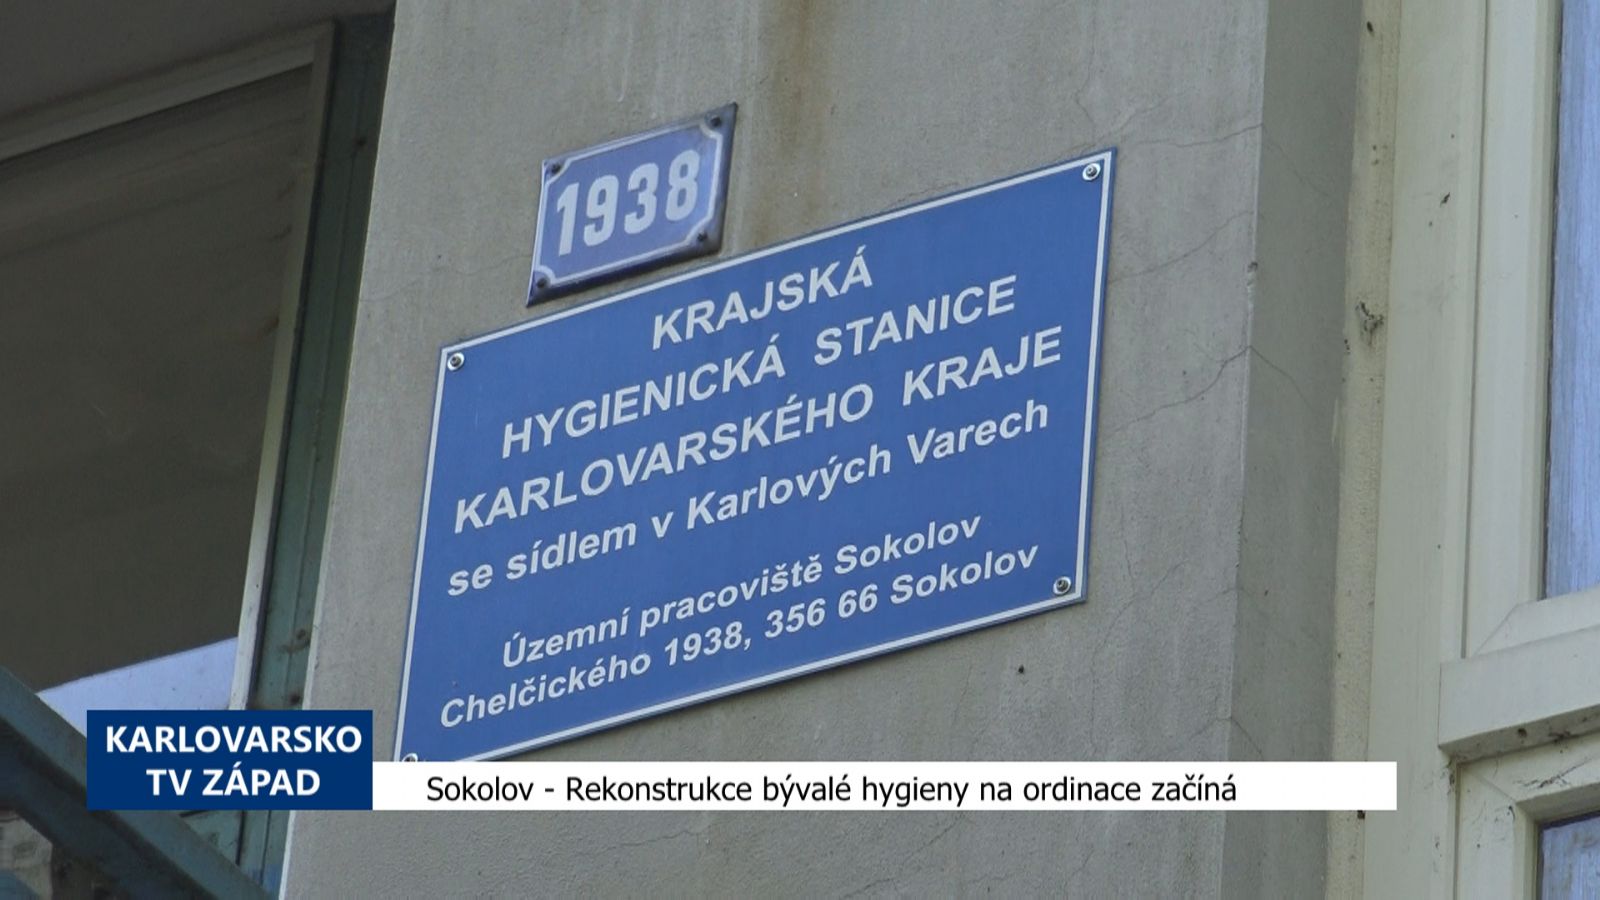 1938
KRAJSKÁ
HYGIENICKÁ STANICE
KARLOVARSKÉHO KRAJE
se sídlem v Karlových Varech
Územní pracoviště Sokolov
Chelčického 1938, 356 66 Sokolov
KARLOVARSKO
TV ZÁPAD
Sokolov - Rekonstrukce bývalé hygieny na ordinace začíná